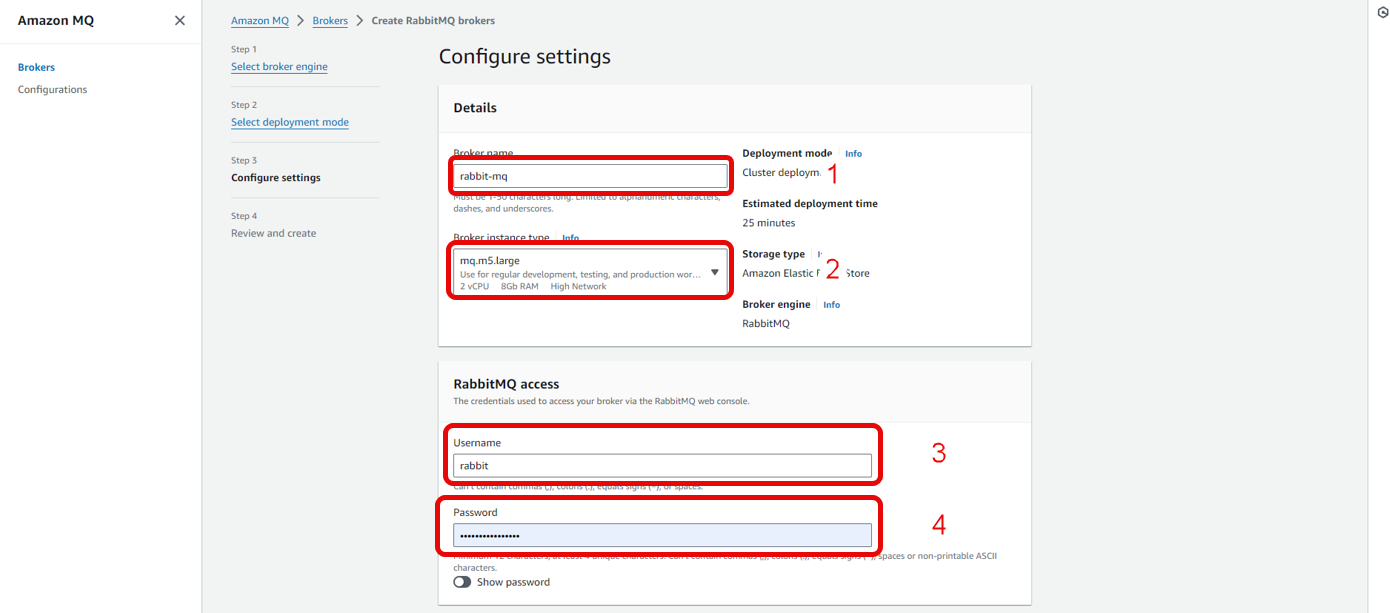 Amazon MQ
Brokers
Configurations
Amazon MQ > Brokers > Create RabbitMQ brokers
Step 1
Select broker engine
Step 2
Select deployment mode
Step 3
Configure settings
Step 4
Review and create
Configure settings
Details
Broker name
rabbit-mq
Must be 1-50 characters long. Limited to alphanumeric characters,
dashes, and underscores.
Broker instance type Info
mq.m5.large
Use for regular development, testing, and production wor...
2 vCPU 8Gb RAM High Network
Deployment mode Info
Cluster deploym
1
Estimated deployment time
25 minutes
Storage type
2
Amazon Elastic Store
Broker engine Info
RabbitMQ
RabbitMQ access
The credentials used to access your broker via the RabbitMQ web console.
Username
rabbit
3
Can't contain commas (,), colons (:), equals signs (=), or spaces.
Password
••••••••••••••••
4
Minimum 12 characters, at least 4 unique characters. Can't contain commas (,), colons (:), equals signs (=), spaces or non-printable ASCII
characters.
Show password